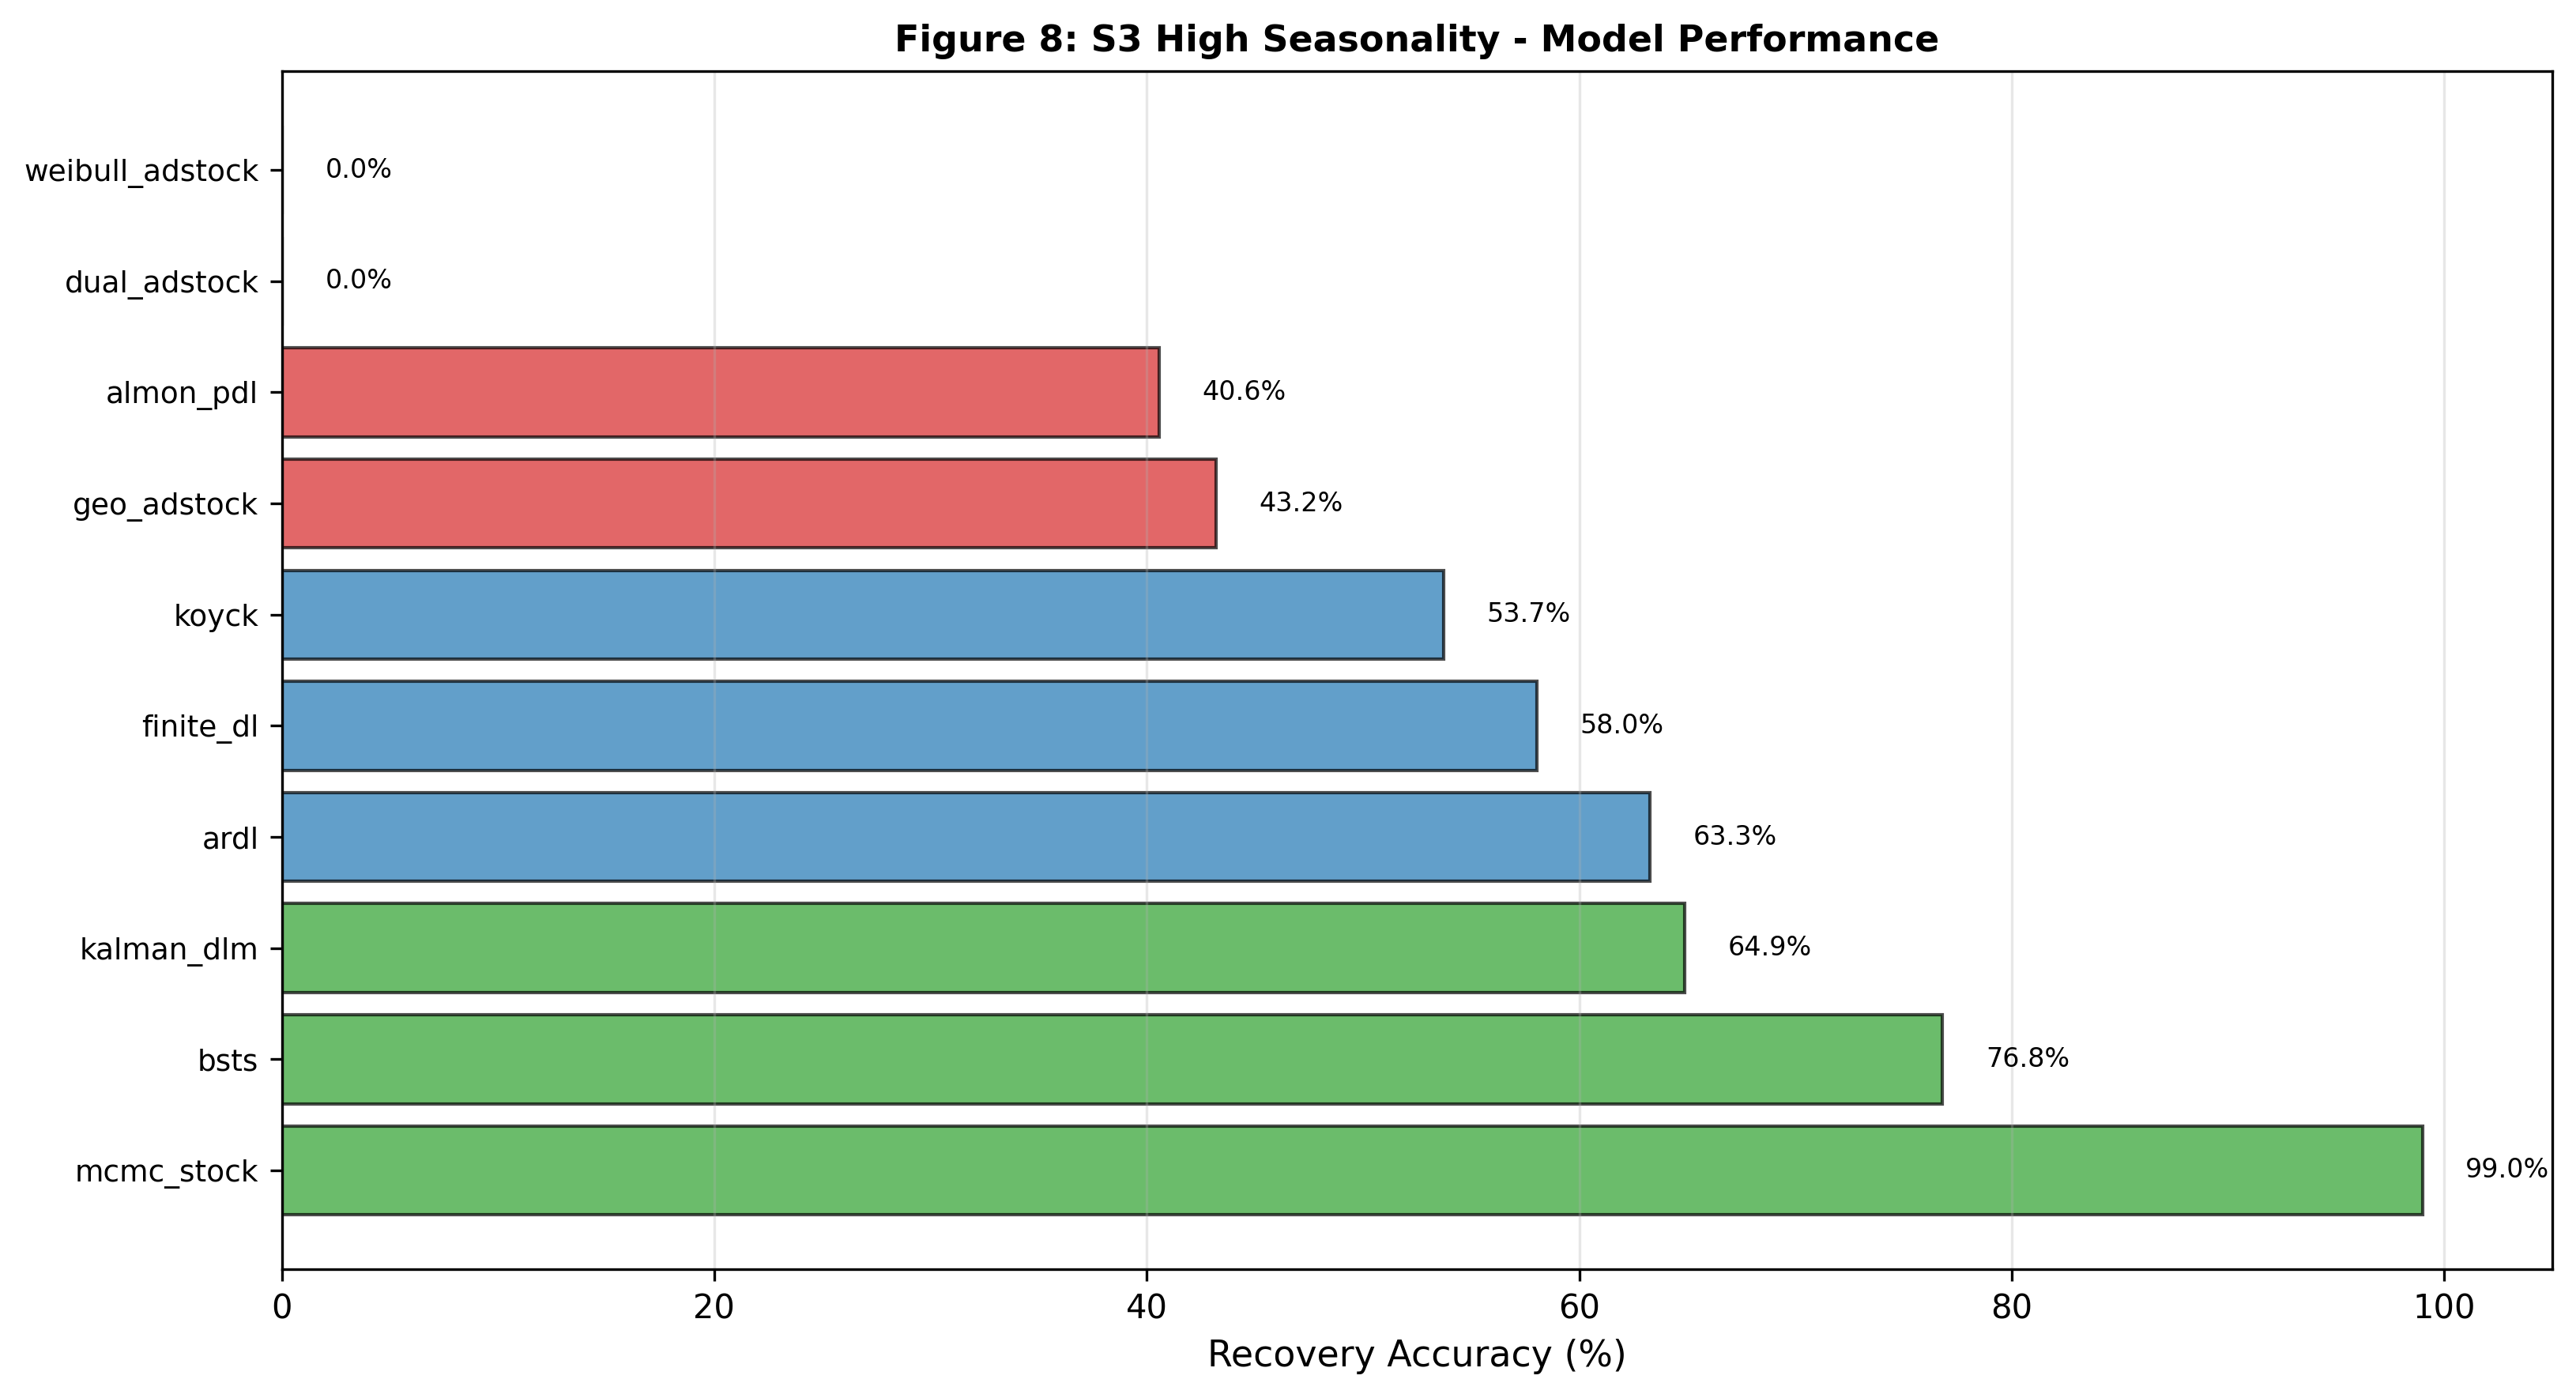 Figure 8: S3 High Seasonality - Model Performance
weibull_adstock 0.0%
dual_adstock 0.0%
almon_pdl 40.6%
geo_adstock 43.2%
koyck 53.7%
finite_dl 58.0%
ardl 63.3%
kalman_dlm 64.9%
bsts 76.8%
mcmc_stock 99.0%
0 20 40 60 80 100
Recovery Accuracy (%)